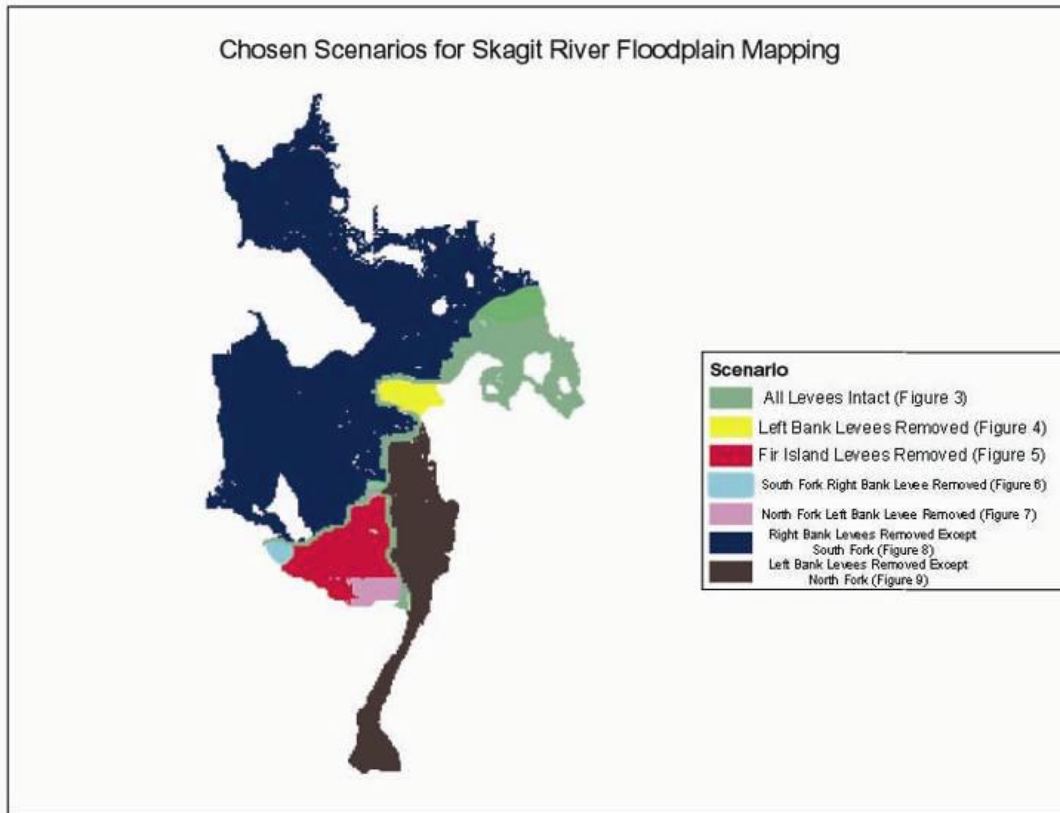 Chosen Scenarios for Skagit River Floodplain Mapping
Scenario
All Levees Intact (Figure 3)
Left Bank Levees Removed (Figure 4)
Fir Island Levees Removed (Figure 5)
South Fork Right Bank Levee Removed (Figure 6)
North Fork Left Bank Levee Removed (Figure 7)
Right Bank Levees Removed Except
South Fork (Figure 8)
Left Bank Levees Removed Except
North Fork (Figure 9)